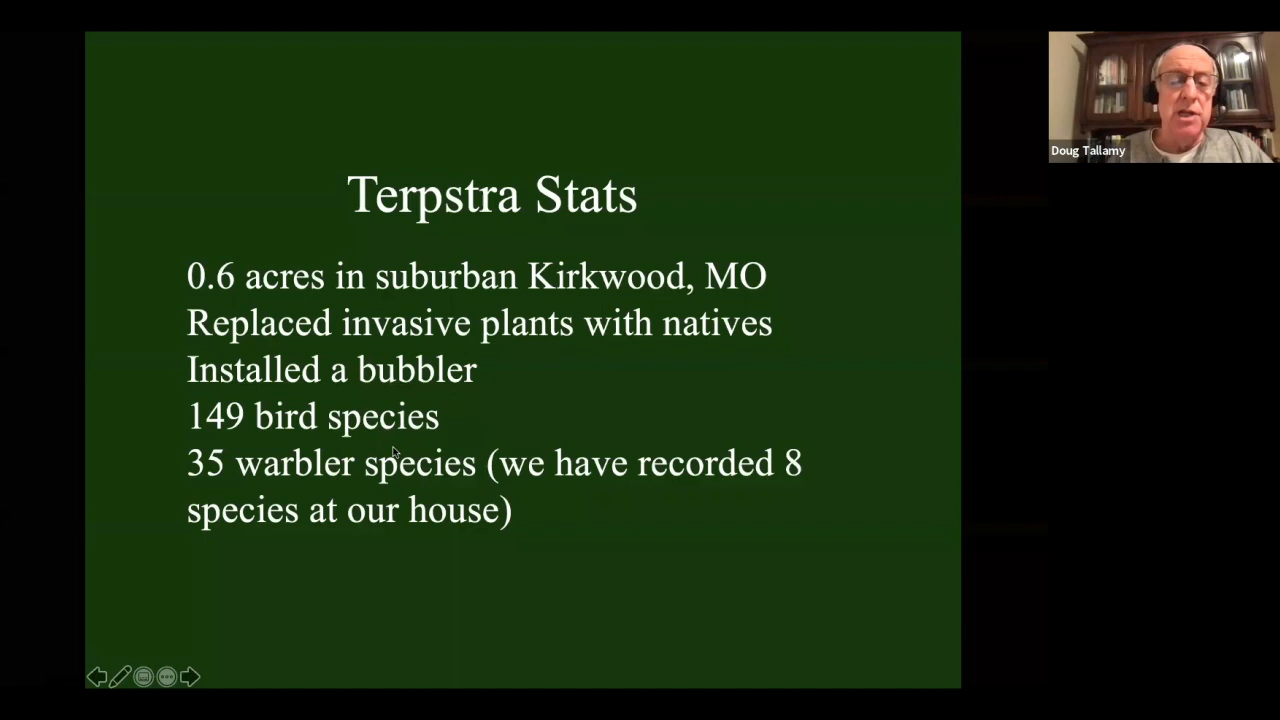 Terpstra Stats
0.6 acres in suburban Kirkwood, MO
Replaced invasive plants with natives
Installed a bubbler
149 bird species
35 warbler species (we have recorded 8
species at our house)
Doug Tallamy